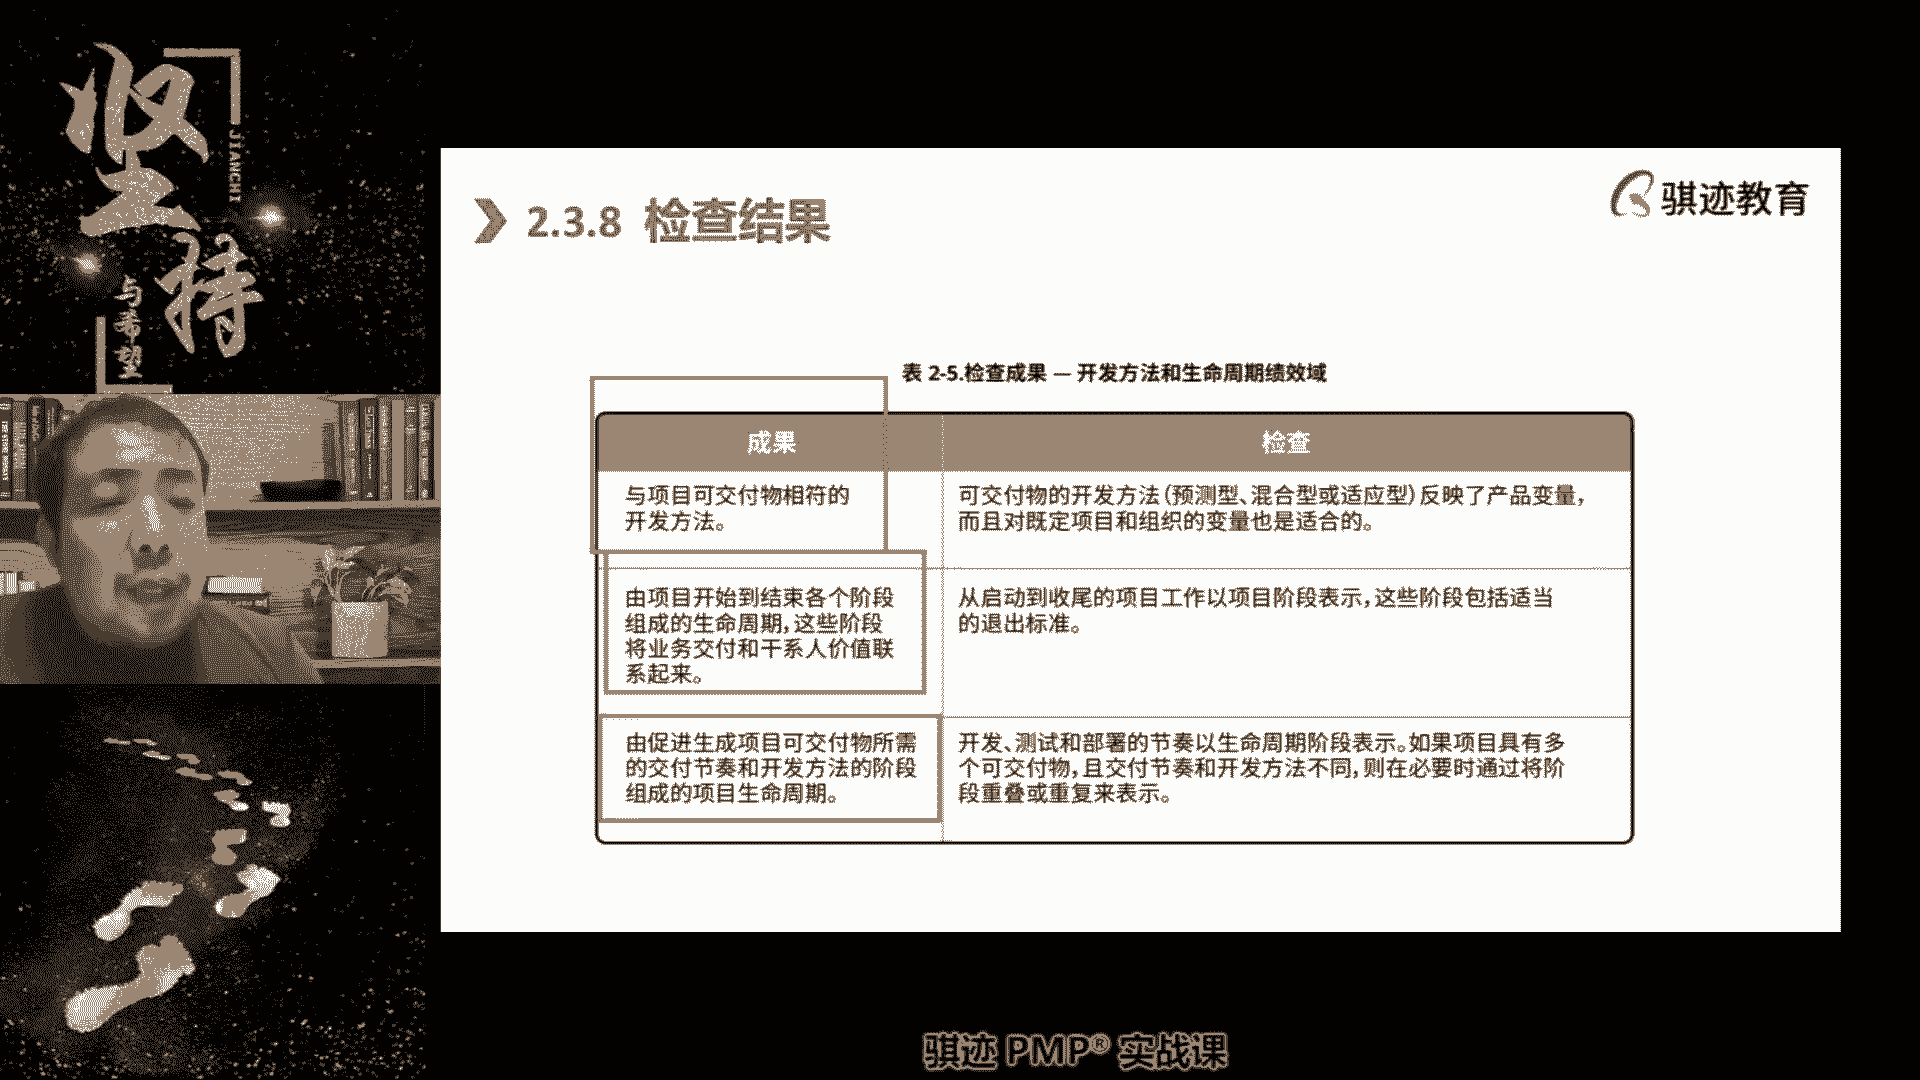 坚持
JIANCHI
与希望
2.3.8 检查结果
骐迹教育
表 2-5.检查成果 — 开发方法和生命周期绩效域
成果
检查
与项目可交付物相符的
开发方法。
可交付物的开发方法(预测型、混合型或适应型)反映了产品变量,
而且对既定项目和组织的变量也是适合的。
由项目开始到结束各个阶段
组成的生命周期,这些阶段
将业务交付和干系人价值联
系起来。
从启动到收尾的项目工作以项目阶段表示,这些阶段包括适当
的退出标准。
由促进生成项目可交付物所需
的交付节奏和开发方法的阶段
组成的项目生命周期。
开发、测试和部署的节奏以生命周期阶段表示。如果项目具有多
个可交付物,且交付节奏和开发方法不同,则在必要时通过将阶
段重叠或重复来表示。
骐迹 PMP® 实战课